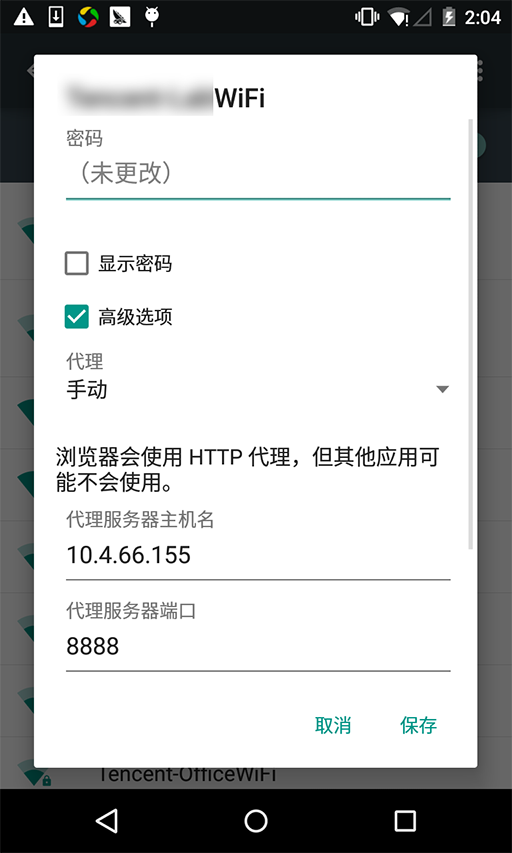 2:04
WiFi
密码
（未更改）
显示密码
高级选项
代理
手动
浏览器会使用 HTTP 代理，但其他应用可
能不会使用。
代理服务器主机名
10.4.66.155
代理服务器端口
8888
取消
保存
Tencent-OfficeWiFi